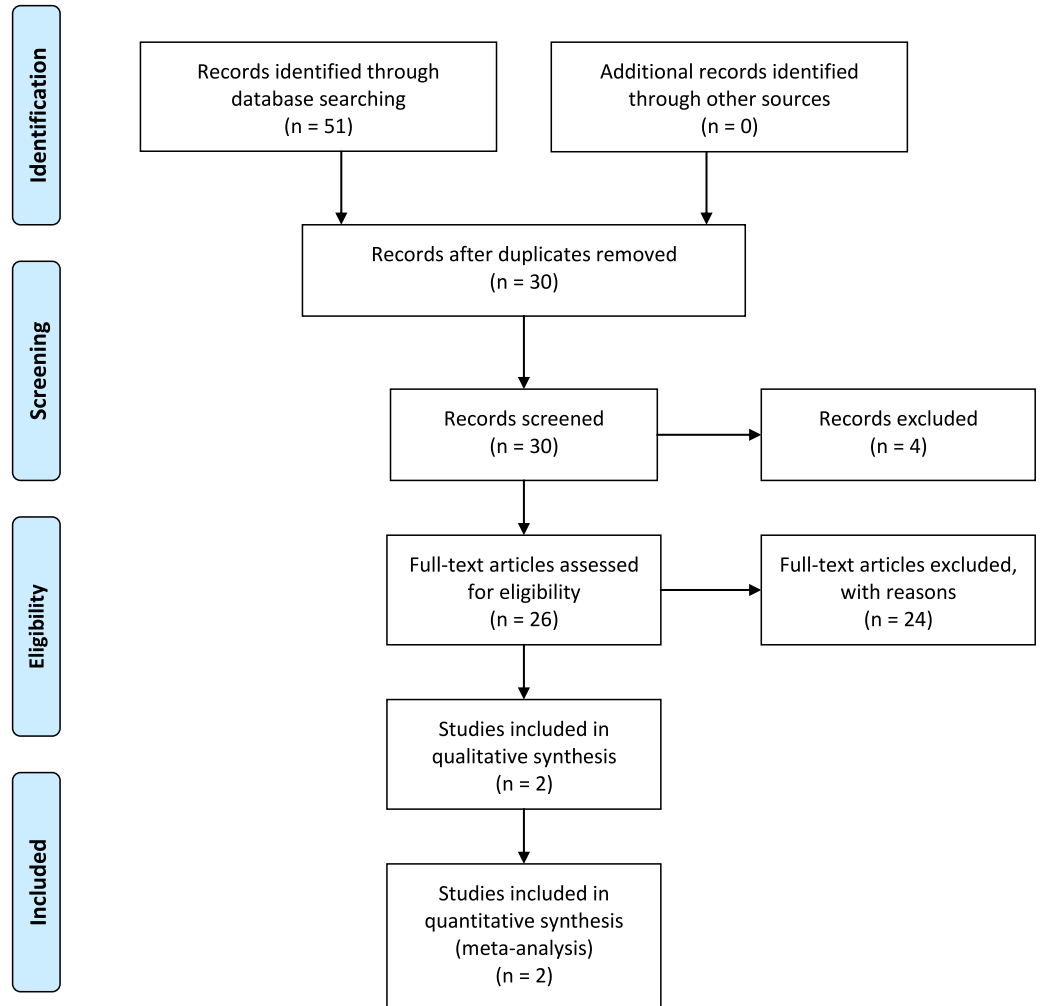 Identification
Records identified through
database searching
(n = 51)
Additional records identified
through other sources
(n = 0)
Records after duplicates removed
(n = 30)
Screening
Records screened
(n = 30)
Records excluded
(n = 4)
Eligibility
Full-text articles assessed
for eligibility
(n = 26)
Full-text articles excluded,
with reasons
(n = 24)
Studies included in
qualitative synthesis
(n = 2)
Included
Studies included in
quantitative synthesis
(meta-analysis)
(n = 2)